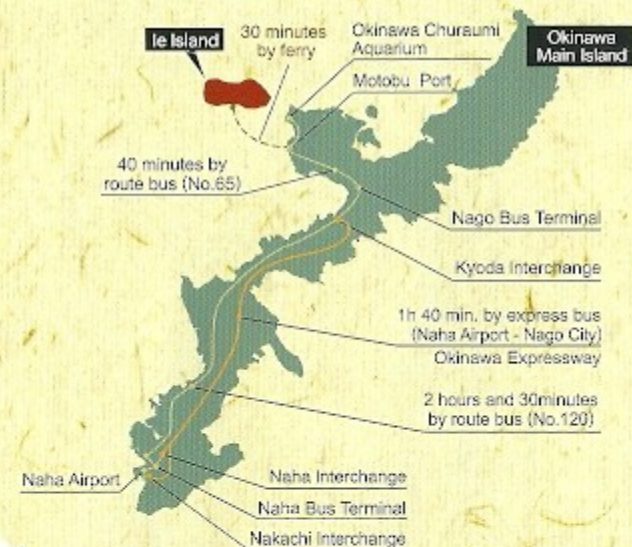 Ie Island
30 minutes
by ferry
Okinawa Churaumi
Aquarium
Okinawa
Main Island
Motobu Port
40 minutes by
route bus (No.65)
Nago Bus Terminal
Kyoda Interchange
1h 40 min. by express bus
(Naha Airport - Nago City)
Okinawa Expressway
2 hours and 30minutes
by route bus (No.120)
Naha Airport
Naha Interchange
Naha Bus Terminal
Nakachi Interchange